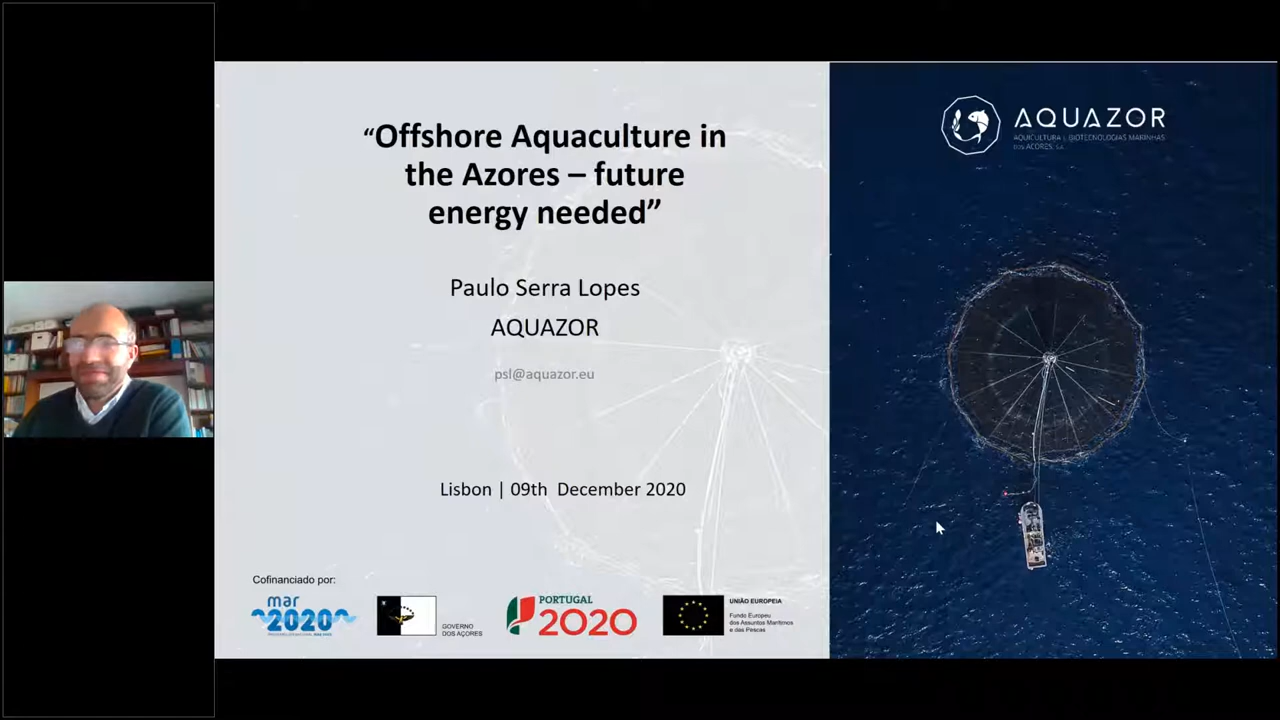 “Offshore Aquaculture in
the Azores – future
energy needed”
Paulo Serra Lopes
AQUAZOR
psl@aquazor.eu
Lisbon | 09th December 2020
Cofinanciado por:
mar
2020
GOVERNO
DOS AÇORES
PORTUGAL
2020
UNIÃO EUROPEIA
Fundo Europeu
dos Assuntos Marítimos
e das Pescas
AQUAZOR
AQUICULTURA E BIOTECNOLOGIAS MARINHAS
DOS AÇORES, S.A.